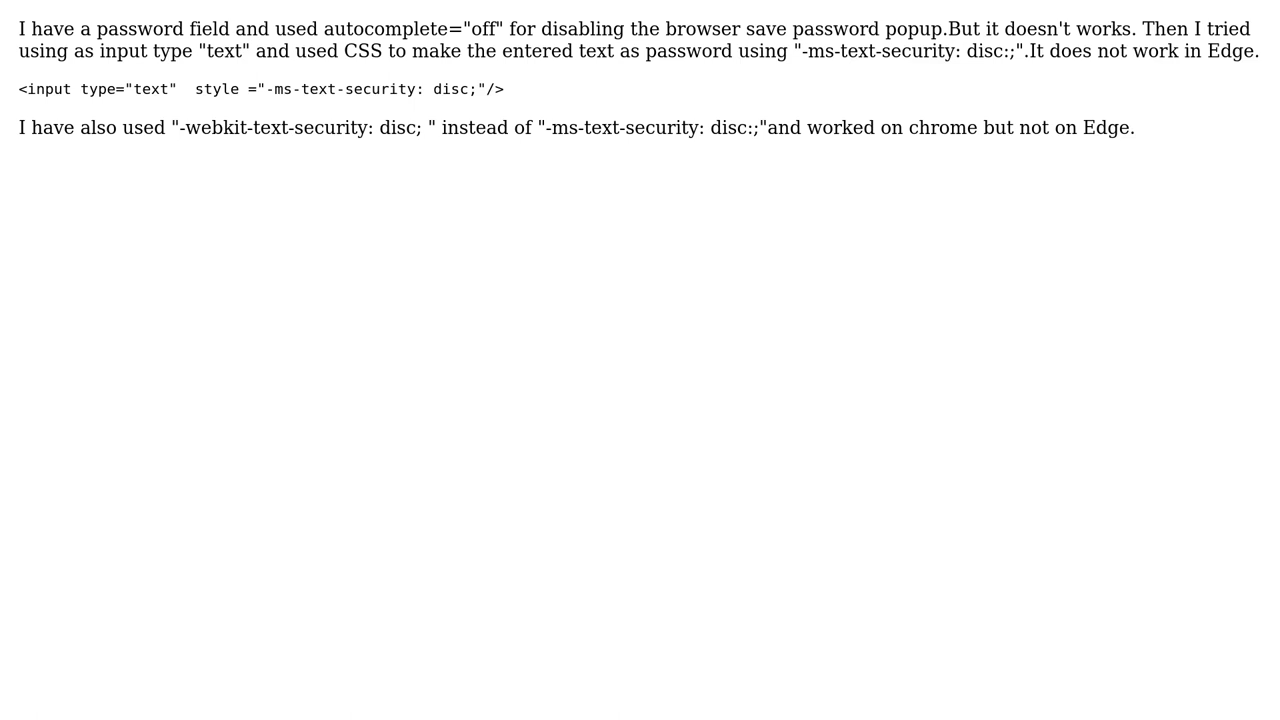 I have a password field and used autocomplete="off" for disabling the browser save password popup.But it doesn't works. Then I tried
using as input type "text" and used CSS to make the entered text as password using "-ms-text-security: disc:;".It does not work in Edge.
<input type="text"  style ="-ms-text-security: disc;"/>
I have also used "-webkit-text-security: disc; " instead of "-ms-text-security: disc:;"and worked on chrome but not on Edge.